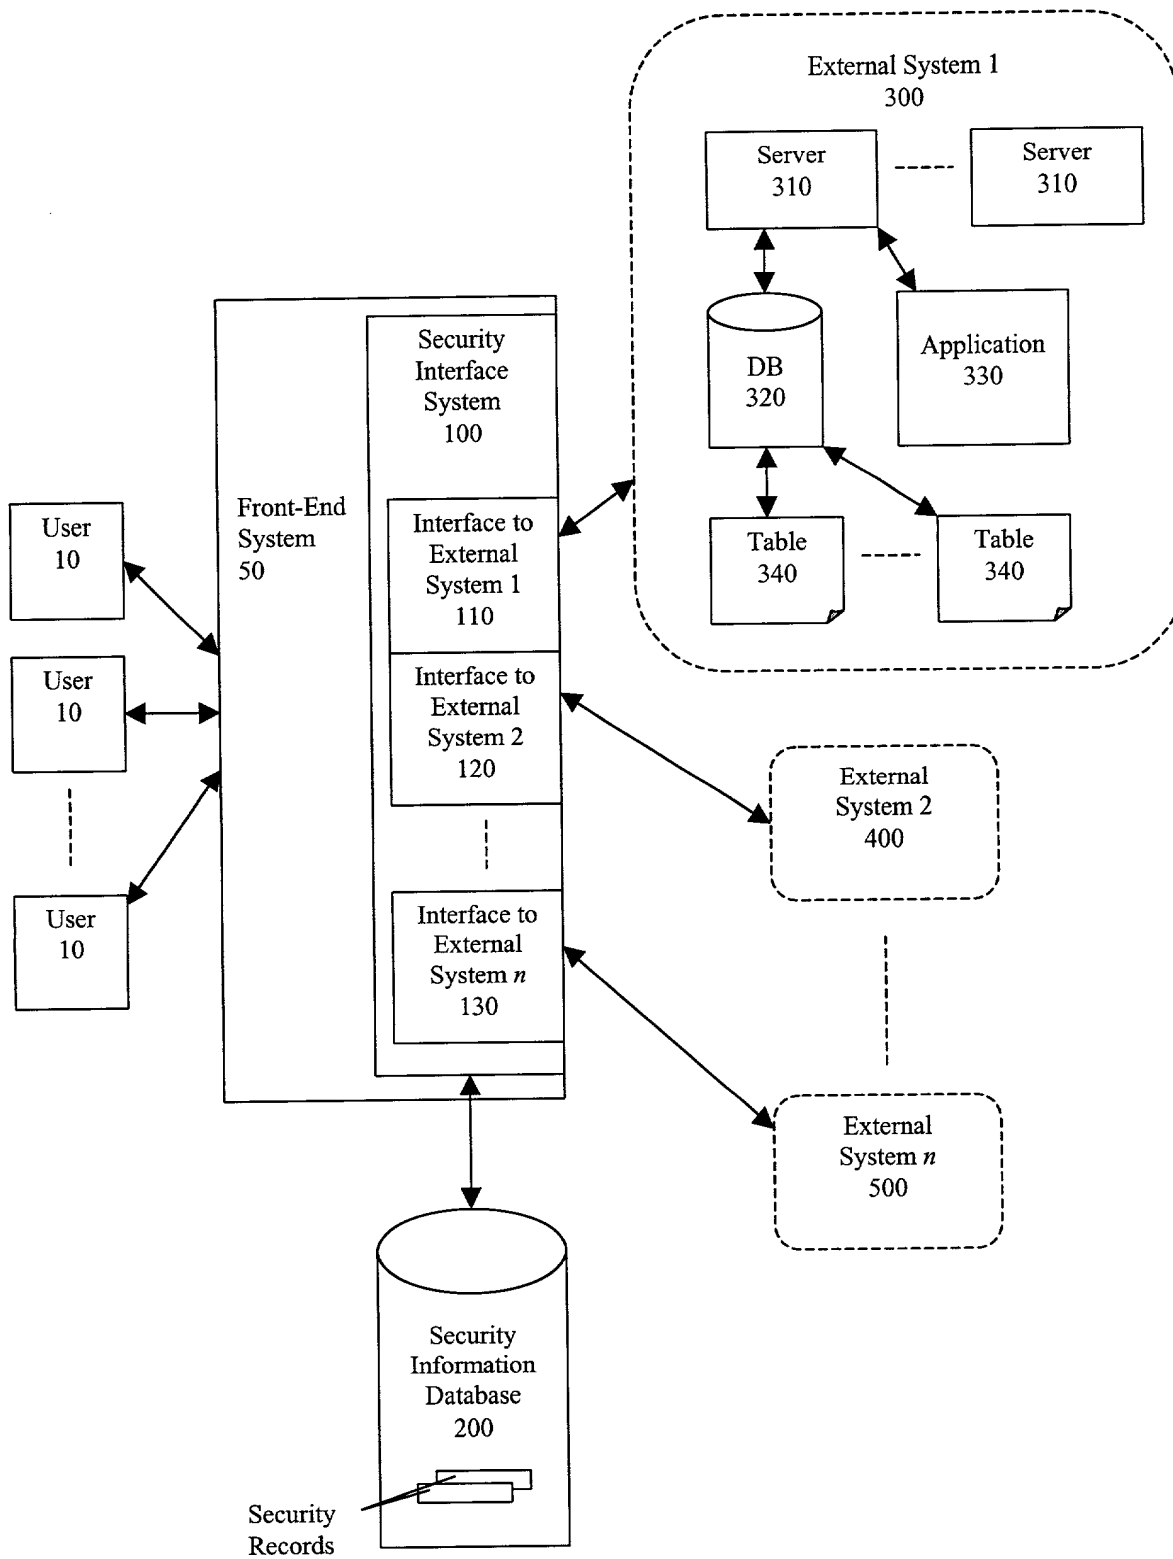 External System 1
300
Server
310
Server
310
DB
320
Application
330
Table
340
Table
340
Security
Interface
System
100
Front-End
System
50
Interface to
External
System 1
110
Interface to
External
System 2
120
Interface to
External
System n
130
User
10
User
10
User
10
External
System 2
400
External
System n
500
Security
Information
Database
200
Security
Records